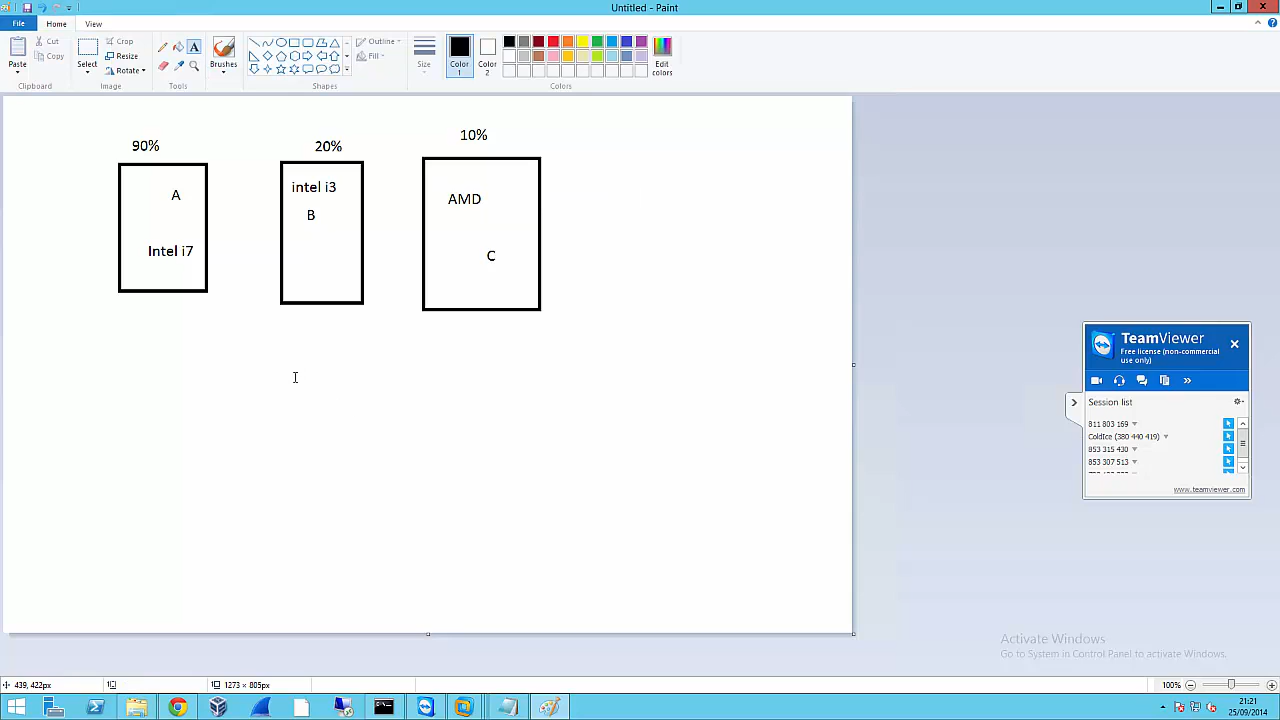 Untitled - Paint
File
Home
View
Paste
Cut
Copy
Clipboard
Select
Crop
Resize
Rotate
Image
A
Tools
Brushes
Outline
Fill
Shapes
Size
Color
1
Color
2
Edit
colors
Colors
90%
20%
10%
A
Intel i7
intel i3
B
AMD
C
TeamViewer
Free license (non-commercial
use only)
Session list
811 803 169
ColdIce (380 440 419)
853 315 430
853 307 513
www.teamviewer.com
Activate Windows
Go to System in Control Panel to activate Windows.
439, 422px
1273 × 805px
100%
21:21
25/09/2014